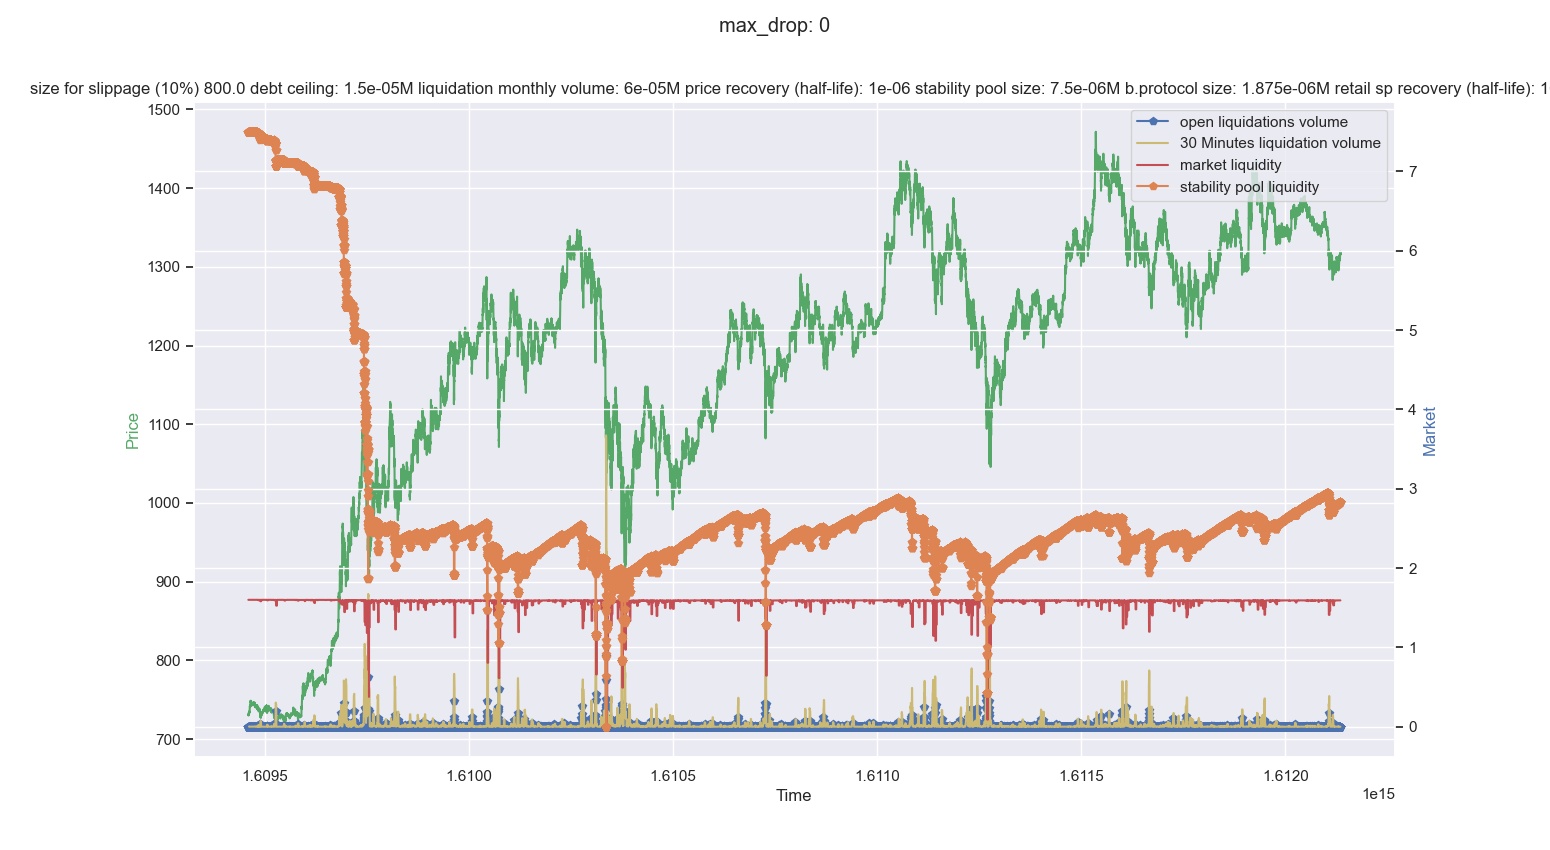 max_drop: 0
size for slippage (10%) 800.0 debt ceiling: 1.5e-05M liquidation monthly volume: 6e-05M price recovery (half-life): 1e-06 stability pool size: 7.5e-06M b.protocol size: 1.875e-06M retail sp recovery (half-life): 1
open liquidations volume
30 Minutes liquidation volume
market liquidity
stability pool liquidity
Price
1500
1400
1300
1200
1100
1000
900
800
700
Market
7
6
5
4
3
2
1
0
1.6095 1.6100 1.6105 1.6110 1.6115 1.6120
Time
1e15